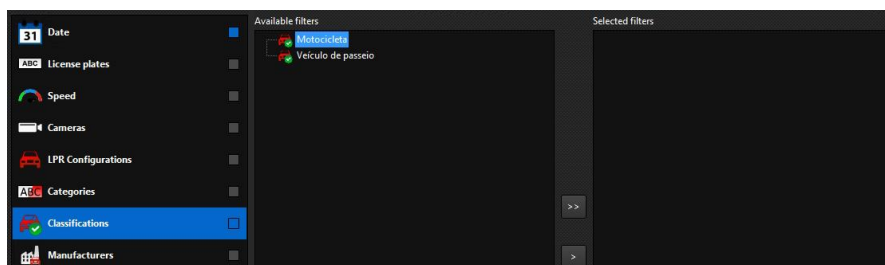 31 Date
ABC License plates
Speed
Cameras
LPR Configurations
ABC Categories
Classifications
Manufacturers
Available filters
Motocicleta
Veículo de passeio
>>
>
Selected filters